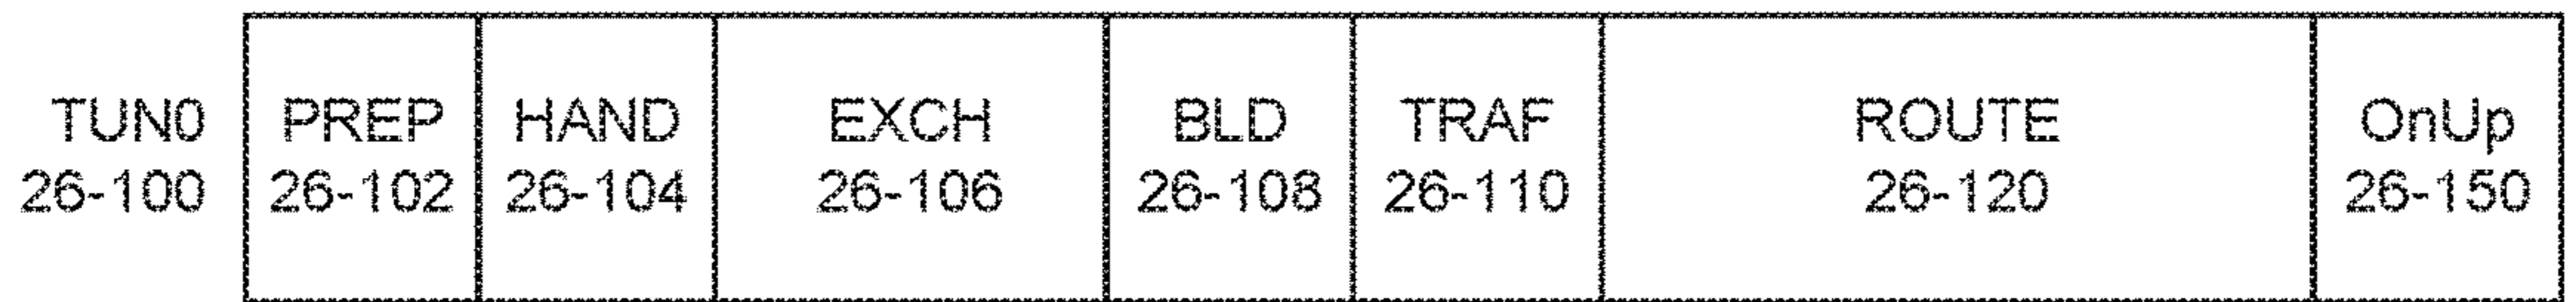 TUN0 PREP HAND EXCH BLD TRAF ROUTE OnUp
26-100 26-102 26-104 26-106 26-108 26-110 26-120 26-150